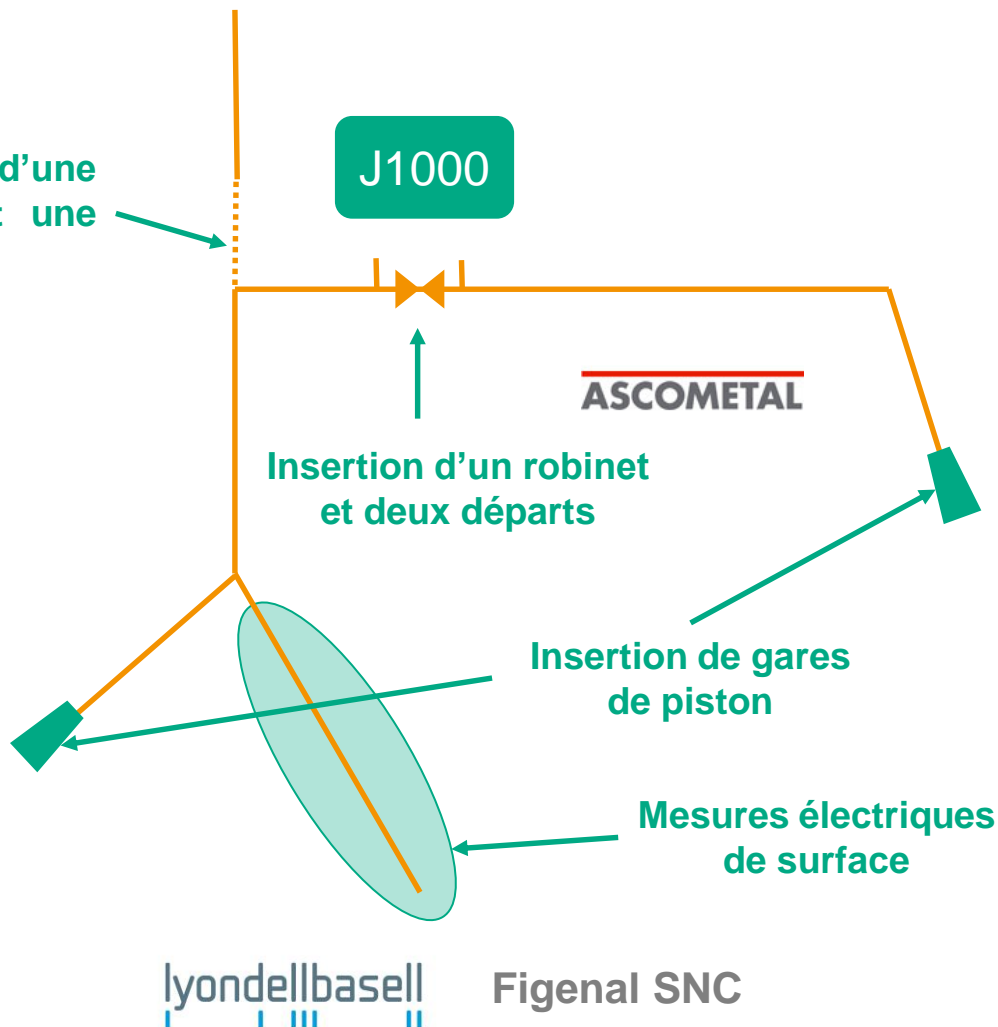 J1000
d’une
une
ASCOMETAL
Insertion d’un robinet
et deux départs
Insertion de gares
de piston
Mesures électriques
de surface
lyondellbasell
Figenal SNC